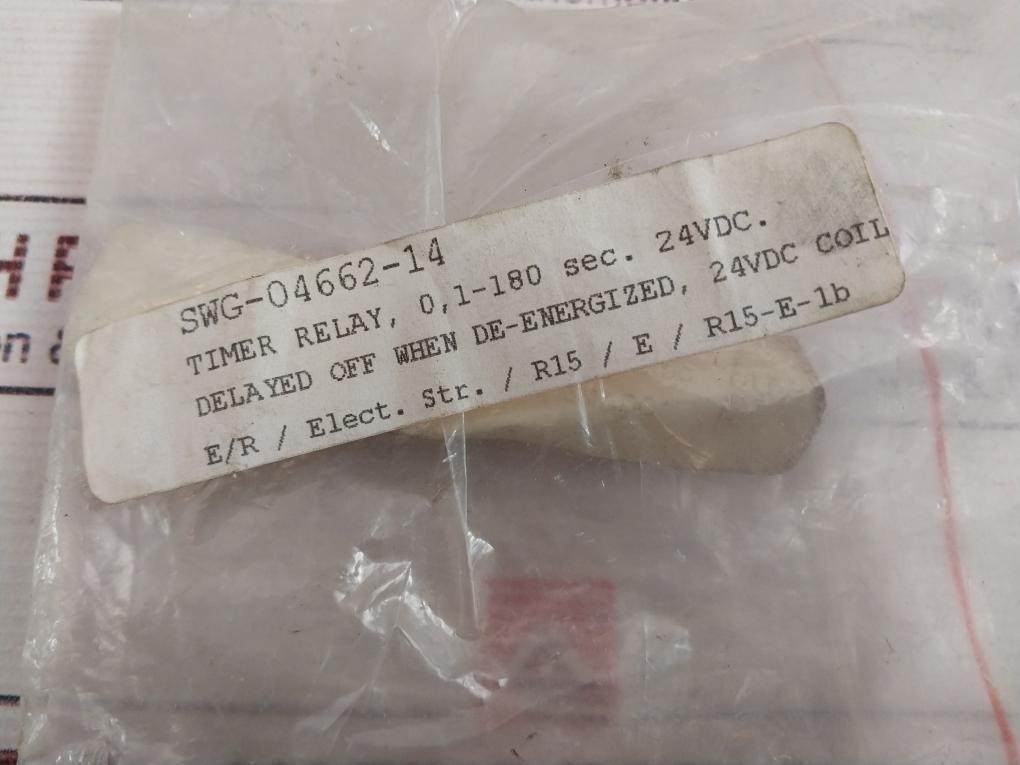 SWG-04662-14
TIMER RELAY, 0,1-180 sec. 24VDC.
DELAYED OFF WHEN DE-ENERGIZED, 24VDC COIL
E/R / Elect. Str. / R15 / E / R15-E-1b